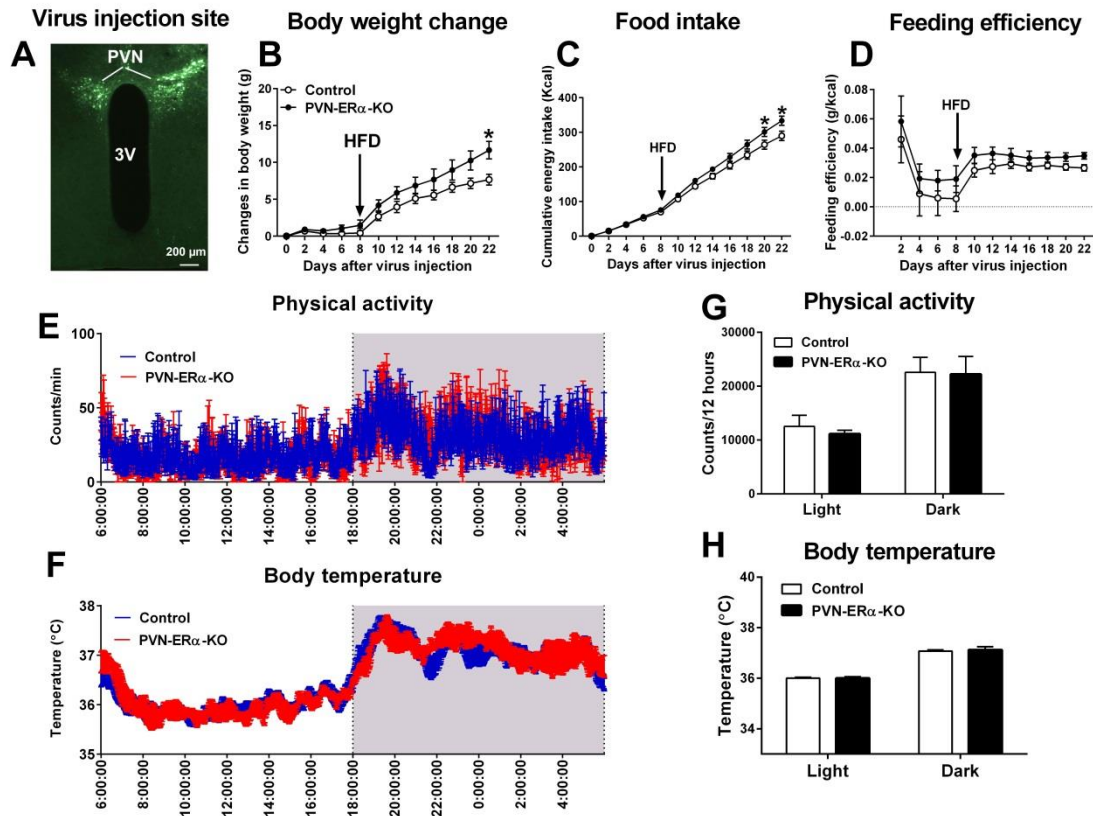 Virus injection site
Body weight change
Food intake
Feeding efficiency
A
PVN
3V
200 µm
B
Changes in body weight (g)
20
15
10
5
0
Control
PVN-ERα-KO
HFD
*
0 2 4 6 8 10 12 14 16 18 20 22
Days after virus injection
C
Cumulative energy intake (Kcal)
400
300
200
100
0
HFD
* *
0 2 4 6 8 10 12 14 16 18 20 22
Days after virus injection
D
Feeding efficiency (g/kcal)
0.08
0.06
0.04
0.02
0.00
-0.02
HFD
2 4 6 8 10 12 14 16 18 20 22
Days after virus injection
Physical activity
E
Counts/min
100
50
0
Control
PVN-ERα-KO
6:00:00
8:00:00
10:00:00
12:00:00
14:00:00
16:00:00
18:00:00
20:00:00
22:00:00
0:00:00
2:00:00
4:00:00
Physical activity
G
Counts/12 hours
30000
20000
10000
0
Control
PVN-ERα-KO
Light Dark
F
Body temperature
Temperature (°C)
38
37
36
35
Control
PVN-ERα-KO
6:00:00
8:00:00
10:00:00
12:00:00
14:00:00
16:00:00
18:00:00
20:00:00
22:00:00
0:00:00
2:00:00
4:00:00
H
Body temperature
Temperature (°C)
40
38
36
34
Control
PVN-ERα-KO
Light Dark